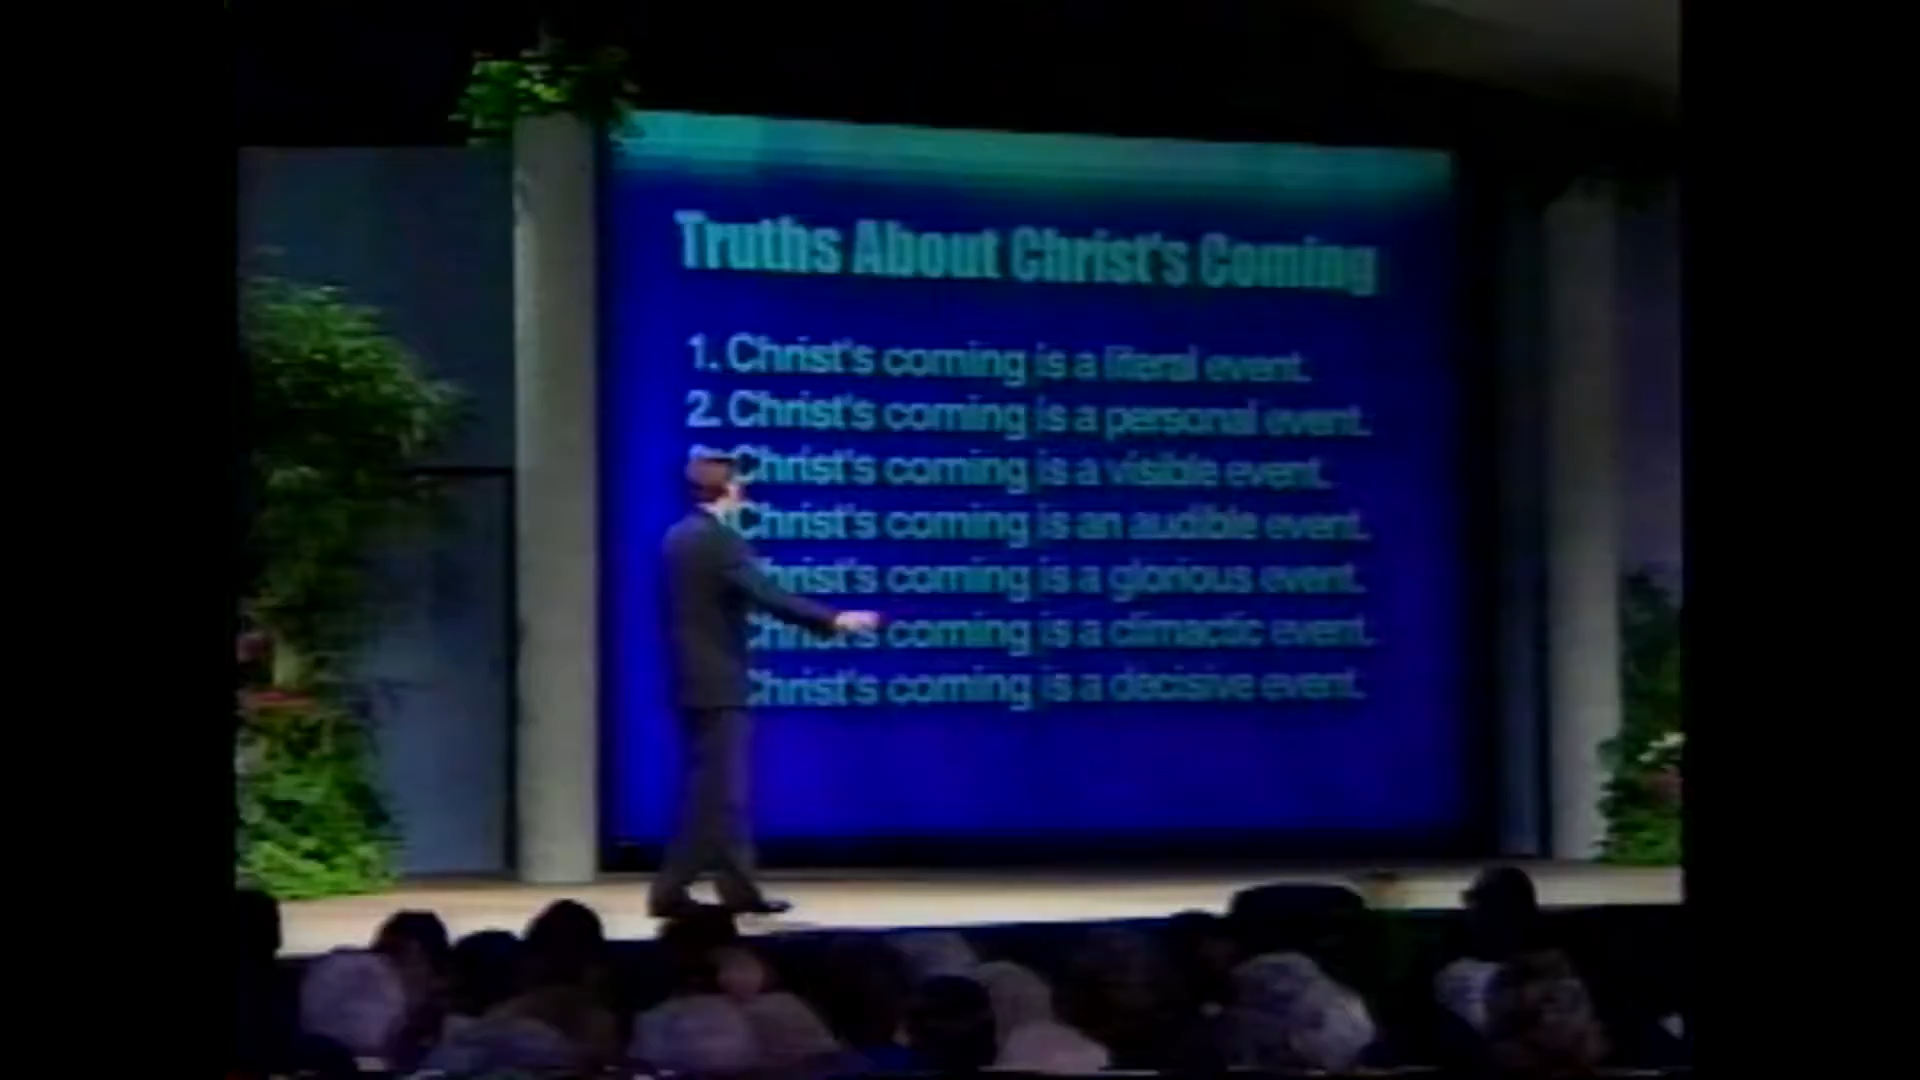 Truths About Christ's Coming
1. Christ's coming is a literal event.
2. Christ's coming is a personal event.
Christ's coming is a visible event.
Christ's coming is an audible event.
hrist's coming is a glorious event.
Christ's coming is a climactic event.
Christ's coming is a decisive event.